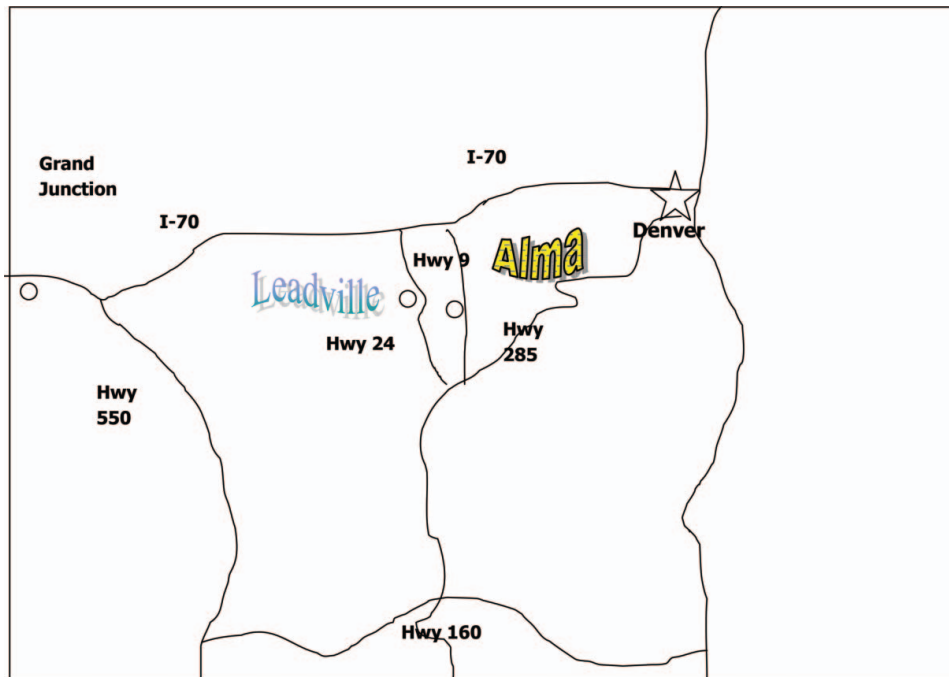 I-70
Grand
Junction
I-70
Denver
Alma
Hwy 9
Leadville
Hwy 24
Hwy
285
Hwy
550
Hwy 160